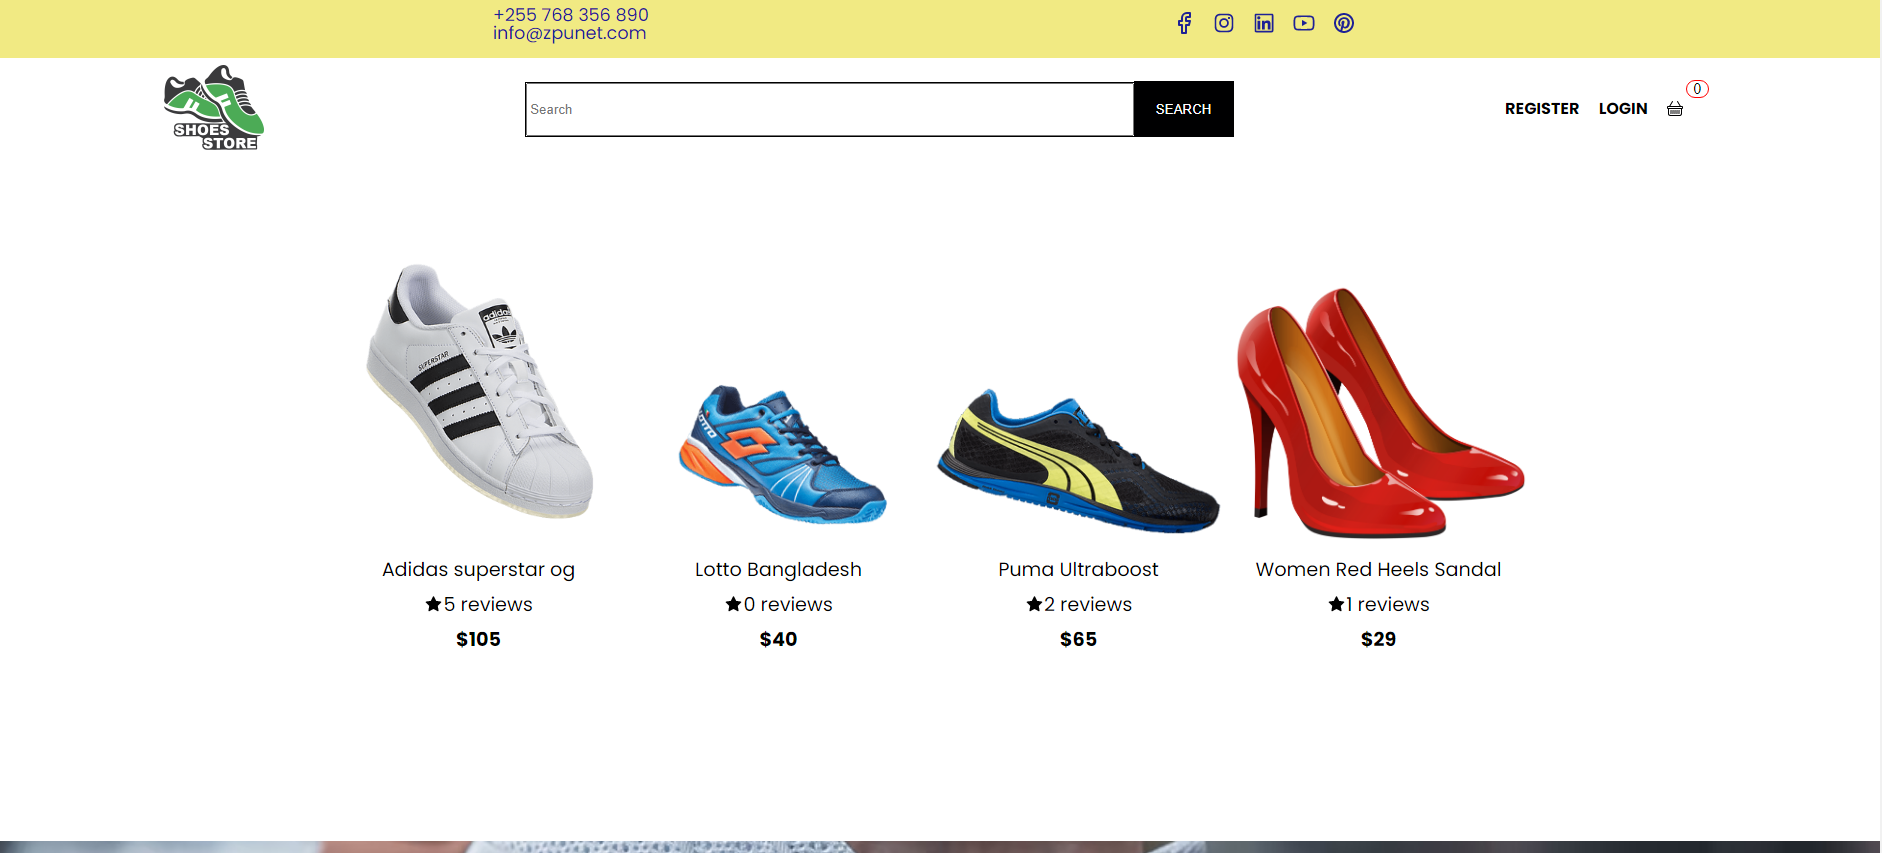 +255 768 356 890
info@zpunet.com
SHOES
STORE
Search
SEARCH
REGISTER
LOGIN
0
adidas
SUPERSTAR
LOTTO
Adidas superstar og
Lotto Bangladesh
Puma Ultraboost
Women Red Heels Sandal
5 reviews
0 reviews
2 reviews
1 reviews
$105
$40
$65
$29